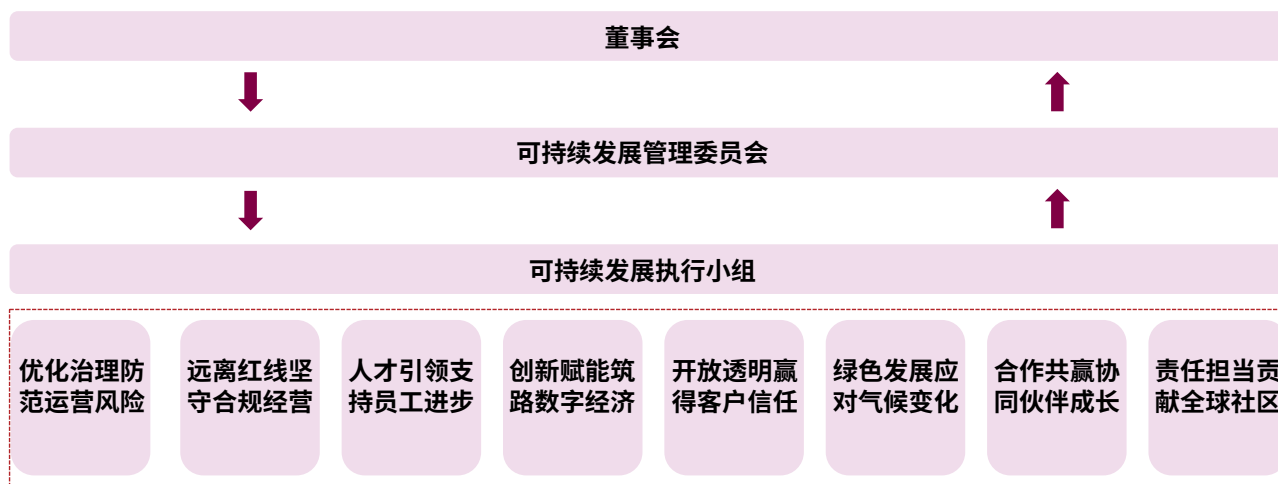 董事会
可持续发展管理委员会
可持续发展执行小组
优化治理防
范运营风险
远离红线坚
守合规经营
人才引领支
持员工进步
创新赋能筑
路数字经济
开放透明赢
得客户信任
绿色发展应
对气候变化
合作共赢协
同伙伴成长
责任担当贡
献全球社区